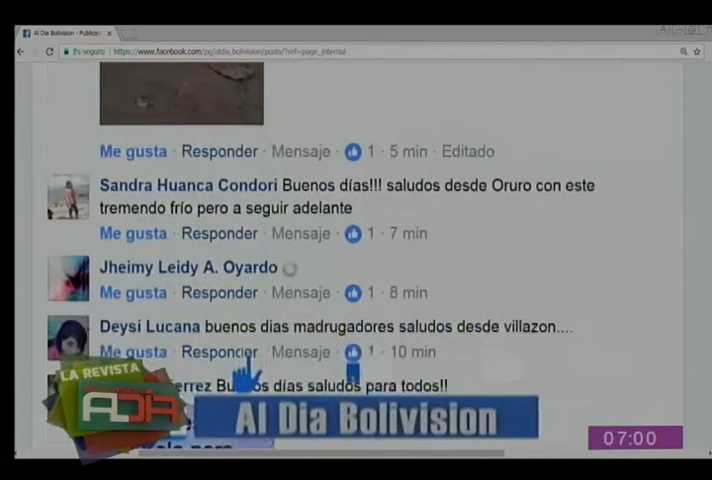 Al Dia Bolivision - Publicac
Es seguro | https://www.facebook.com/pg/aldia.bolivision/posts/?ref=page_internal
Me gusta · Responder · Mensaje · 1 · 5 min · Editado
Sandra Huanca Condori Buenos días!!! saludos desde Oruro con este
tremendo frío pero a seguir adelante
Me gusta · Responder · Mensaje · 1 · 7 min
Jheimy Leidy A. Oyardo
Me gusta · Responder · Mensaje · 1 · 8 min
Deysi Lucana buenos dias madrugadores saludos desde villazon....
Me gusta · Responder · Mensaje · 1 · 10 min
días saludos para todos!!
LA REVISTA
AL DÍA
Al Dia Bolivision
07:00